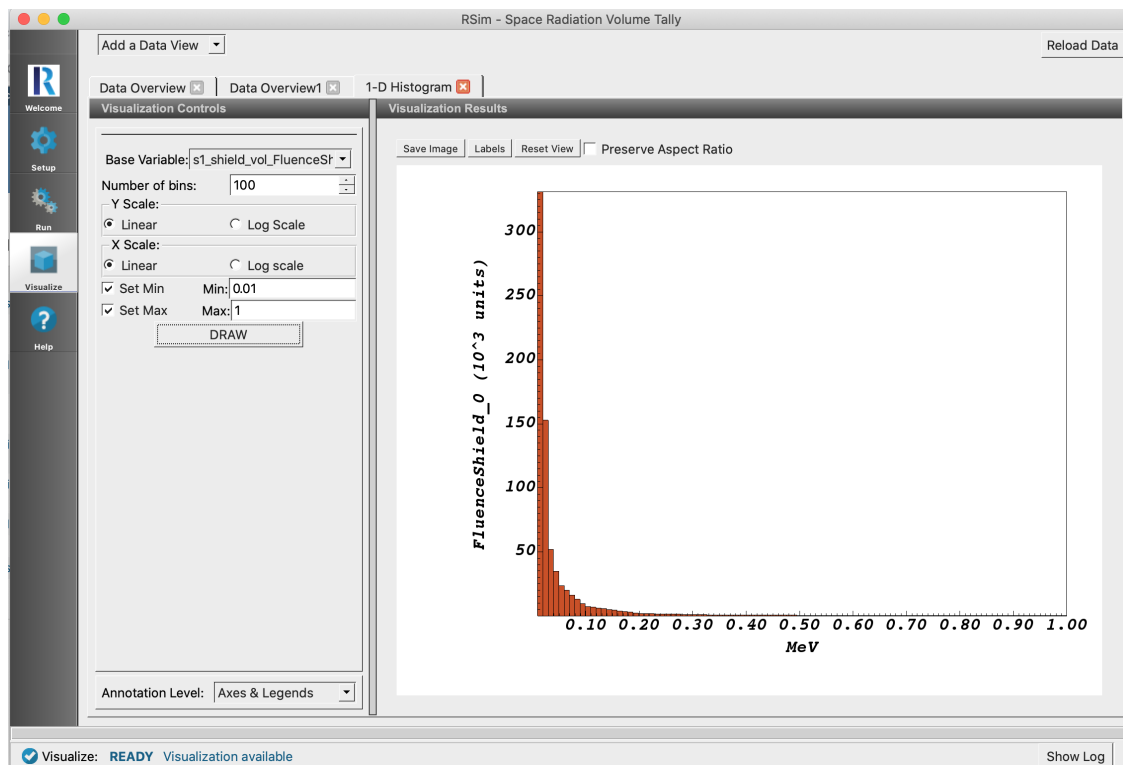 RSim - Space Radiation Volume Tally
Add a Data View
Reload Data
Data Overview
Data Overview1
1-D Histogram
Welcome
Setup
Run
Visualize
Help
Visualization Controls
Base Variable: s1_shield_vol_FluenceSh
Number of bins: 100
Y Scale:
Linear Log Scale
X Scale:
Linear Log scale
Set Min Min: 0.01
Set Max Max: 1
DRAW
Annotation Level: Axes & Legends
Visualization Results
Save Image Labels Reset View Preserve Aspect Ratio
FluenceShield_0 (10^3 units)
300
250
200
150
100
50
0.10 0.20 0.30 0.40 0.50 0.60 0.70 0.80 0.90 1.00
MeV
Visualize: READY Visualization available
Show Log